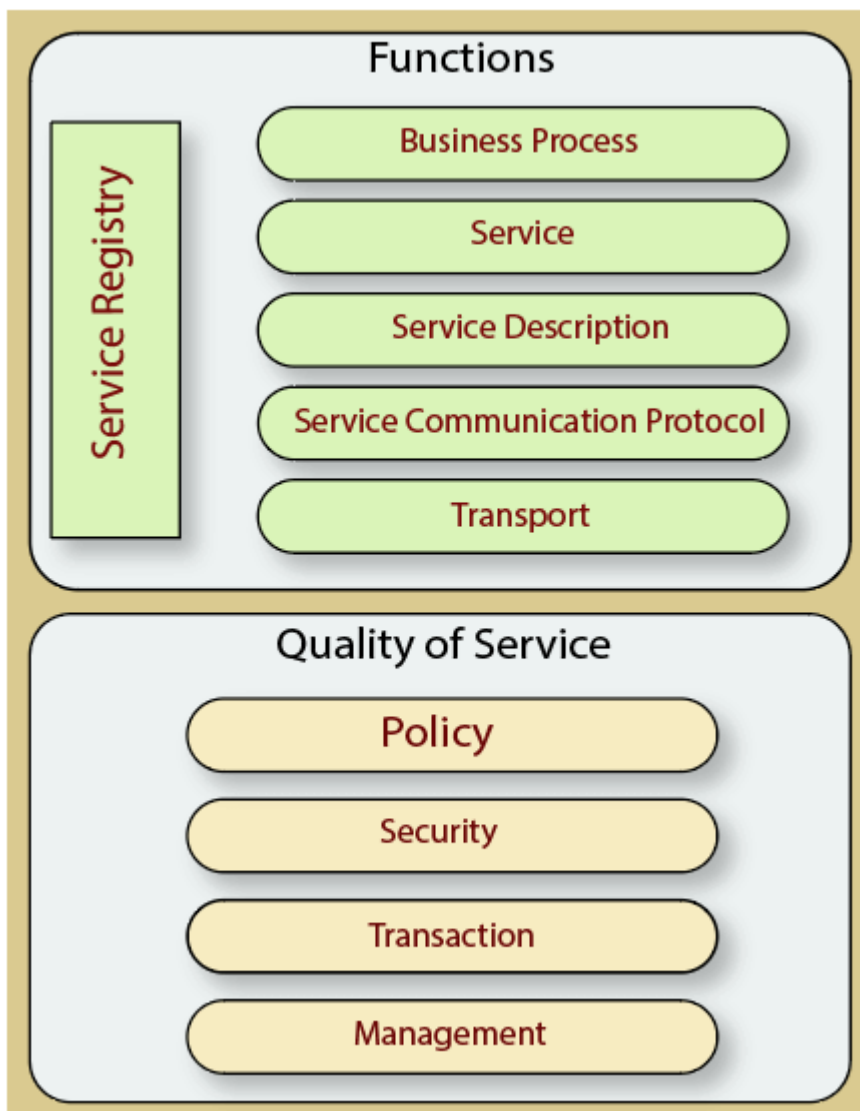 Functions
Service Registry
Business Process
Service
Service Description
Service Communication Protocol
Transport
Quality of Service
Policy
Security
Transaction
Management